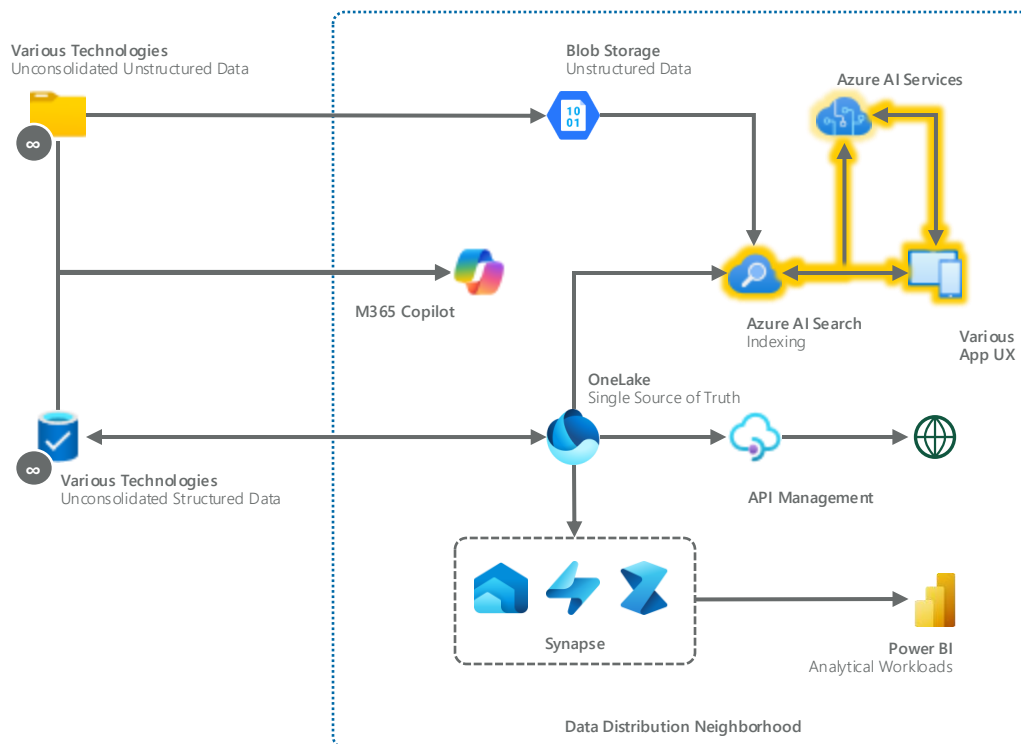 Various Technologies
Unconsolidated Unstructured Data
∞
Blob Storage
Unstructured Data
10
01
Azure AI Services
M365 Copilot
Azure AI Search
Indexing
Various
App UX
OneLake
Single Source of Truth
∞
Various Technologies
Unconsolidated Structured Data
API Management
Synapse
Power BI
Analytical Workloads
Data Distribution Neighborhood